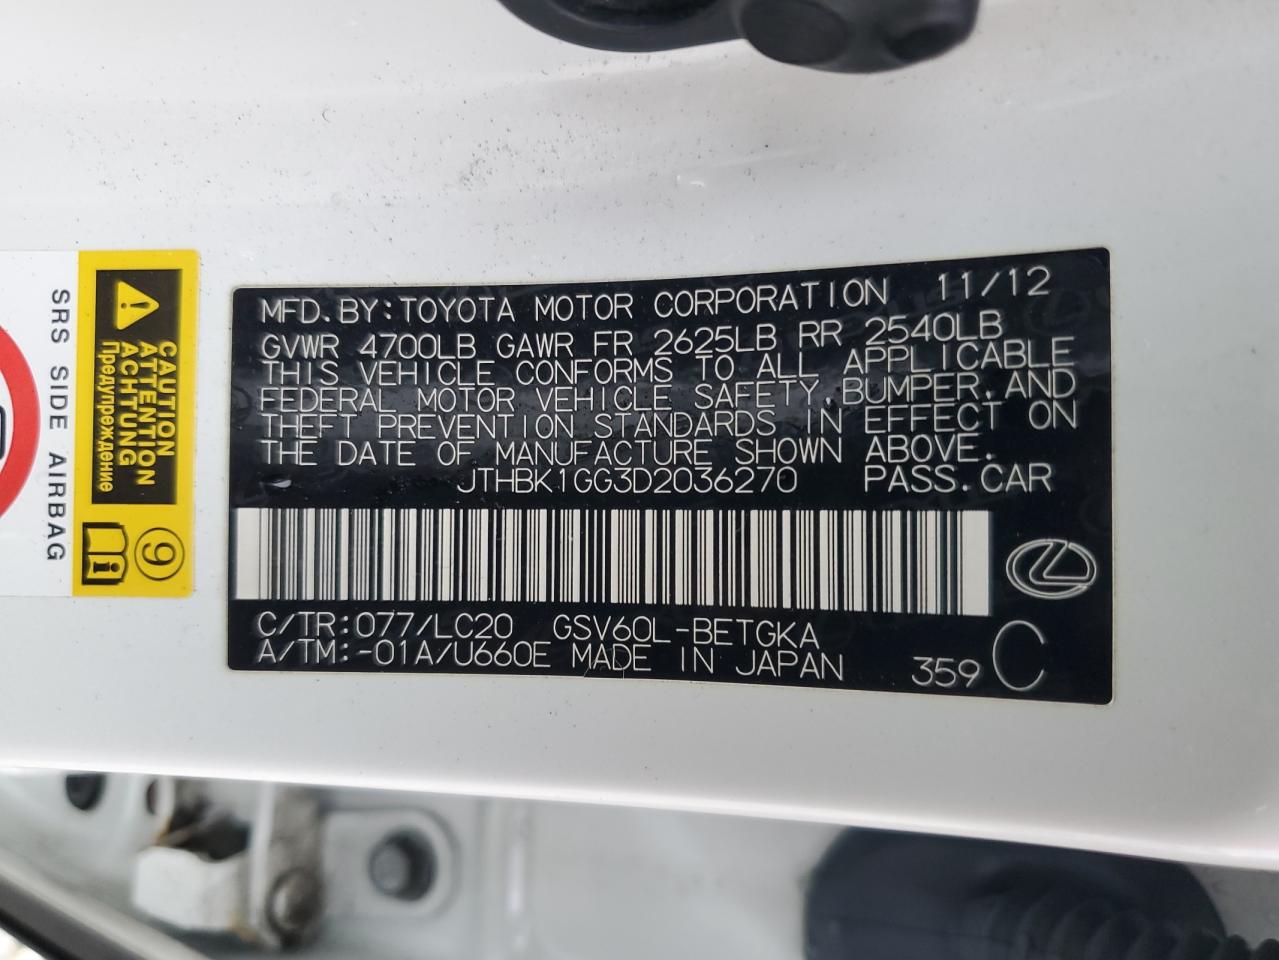 MFD.BY:TOYOTA MOTOR CORPORATION 11/12
GVWR 4700LB GAWR FR 2625LB RR 2540LB
THIS VEHICLE CONFORMS TO ALL APPLICABLE
FEDERAL MOTOR VEHICLE SAFETY,BUMPER,AND
THEFT PREVENTION STANDARDS IN EFFECT ON
THE DATE OF MANUFACTURE SHOWN ABOVE.
JTHBK1GG3D2036270 PASS.CAR
C/TR:077/LC20 GSV60L-BETGKA
A/TM:-01A/U660E MADE IN JAPAN 359 C
CAUTION
ATTENTION
ACHTUNG
Предупреждение
9
SRS SIDE AIRBAG